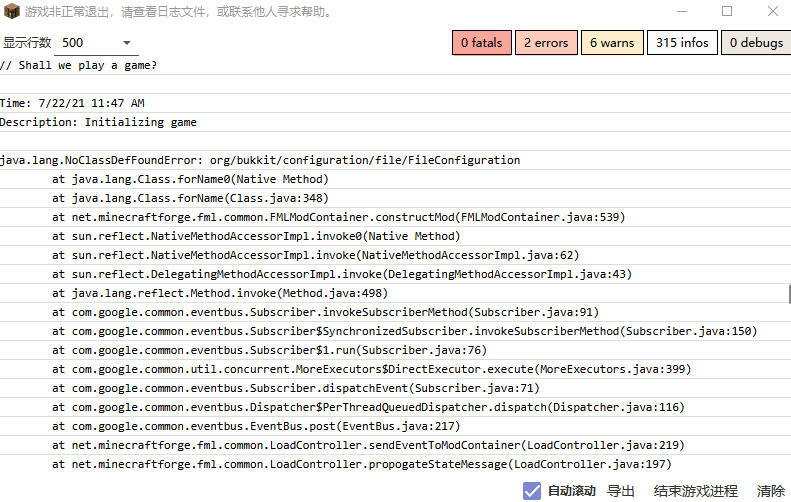 游戏非正常退出，请查看日志文件，或联系他人寻求帮助。
显示行数 500 0 fatals 2 errors 6 warns 315 infos 0 debugs
// Shall we play a game?
Time: 7/22/21 11:47 AM
Description: Initializing game
java.lang.NoClassDefFoundError: org/bukkit/configuration/file/FileConfiguration
at java.lang.Class.forName0(Native Method)
at java.lang.Class.forName(Class.java:348)
at net.minecraftforge.fml.common.FMLModContainer.constructMod(FMLModContainer.java:539)
at sun.reflect.NativeMethodAccessorImpl.invoke0(Native Method)
at sun.reflect.NativeMethodAccessorImpl.invoke(NativeMethodAccessorImpl.java:62)
at sun.reflect.DelegatingMethodAccessorImpl.invoke(DelegatingMethodAccessorImpl.java:43)
at java.lang.reflect.Method.invoke(Method.java:498)
at com.google.common.eventbus.Subscriber.invokeSubscriberMethod(Subscriber.java:91)
at com.google.common.eventbus.Subscriber$SynchronizedSubscriber.invokeSubscriberMethod(Subscriber.java:150)
at com.google.common.eventbus.Subscriber$1.run(Subscriber.java:76)
at com.google.common.util.concurrent.MoreExecutors$DirectExecutor.execute(MoreExecutors.java:399)
at com.google.common.eventbus.Subscriber.dispatchEvent(Subscriber.java:71)
at com.google.common.eventbus.Dispatcher$PerThreadQueuedDispatcher.dispatch(Dispatcher.java:116)
at com.google.common.eventbus.EventBus.post(EventBus.java:217)
at net.minecraftforge.fml.common.LoadController.sendEventToModContainer(LoadController.java:219)
at net.minecraftforge.fml.common.LoadController.propogateStateMessage(LoadController.java:197)
自动滚动 导出 结束游戏进程 清除